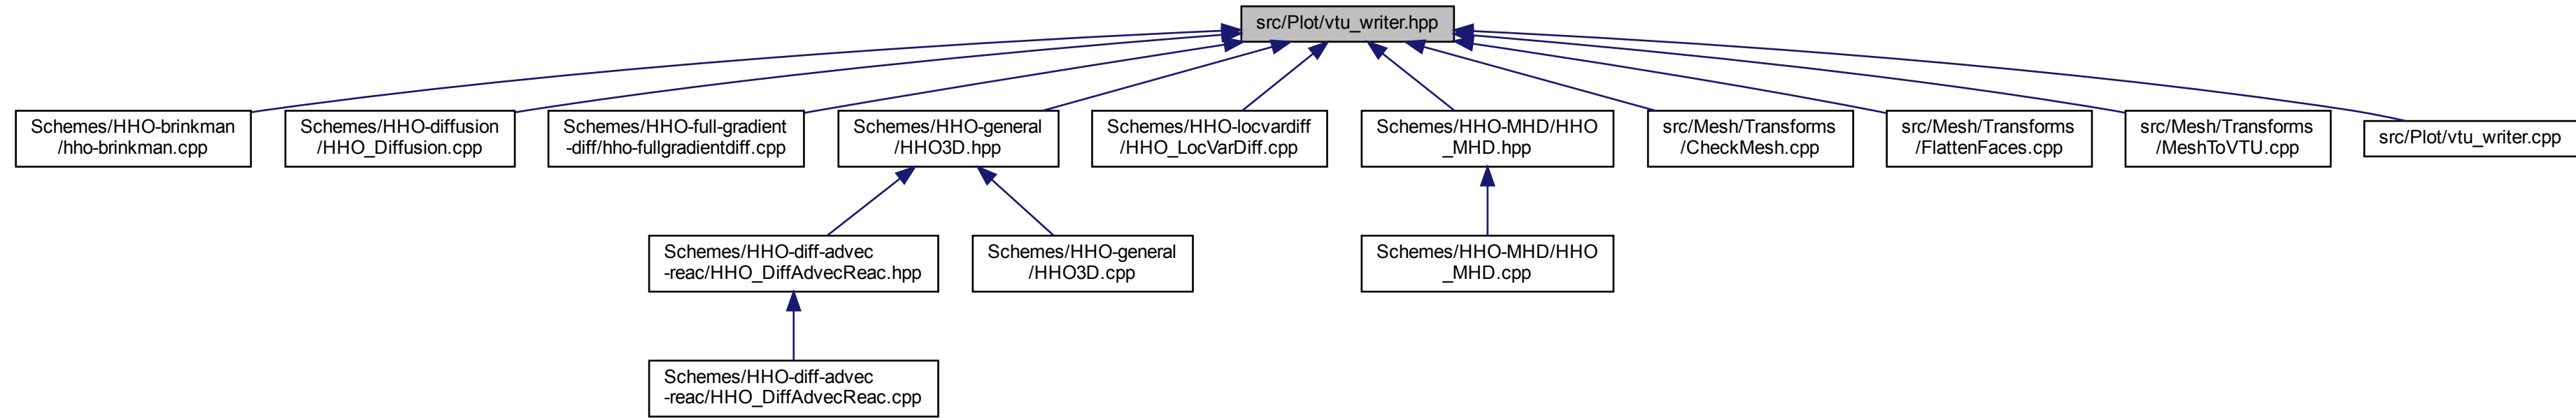 src/Plot/vtu_writer.hpp
Schemes/HHO-brinkman
/hho-brinkman.cpp
Schemes/HHO-diffusion
/HHO_Diffusion.cpp
Schemes/HHO-full-gradient
-diff/hho-fullgradientdiff.cpp
Schemes/HHO-general
/HHO3D.hpp
Schemes/HHO-locvardiff
/HHO_LocVarDiff.cpp
Schemes/HHO-MHD/HHO
_MHD.hpp
src/Mesh/Transforms
/CheckMesh.cpp
src/Mesh/Transforms
/FlattenFaces.cpp
src/Mesh/Transforms
/MeshToVTU.cpp
src/Plot/vtu_writer.cpp
Schemes/HHO-diff-advec
-reac/HHO_DiffAdvecReac.hpp
Schemes/HHO-general
/HHO3D.cpp
Schemes/HHO-MHD/HHO
_MHD.cpp
Schemes/HHO-diff-advec
-reac/HHO_DiffAdvecReac.cpp